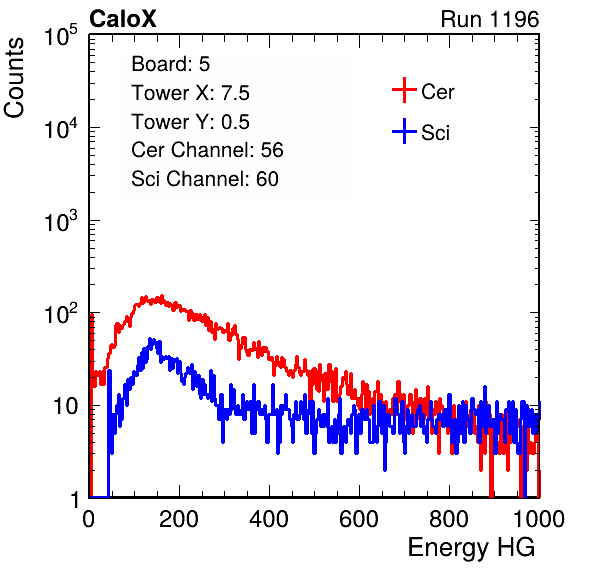 CaloX Run 1196
Counts
Board: 5
Tower X: 7.5
Tower Y: 0.5
Cer Channel: 56
Sci Channel: 60
Cer
Sci
10^5
10^4
10^3
10^2
10
1
0 200 400 600 800 1000
Energy HG